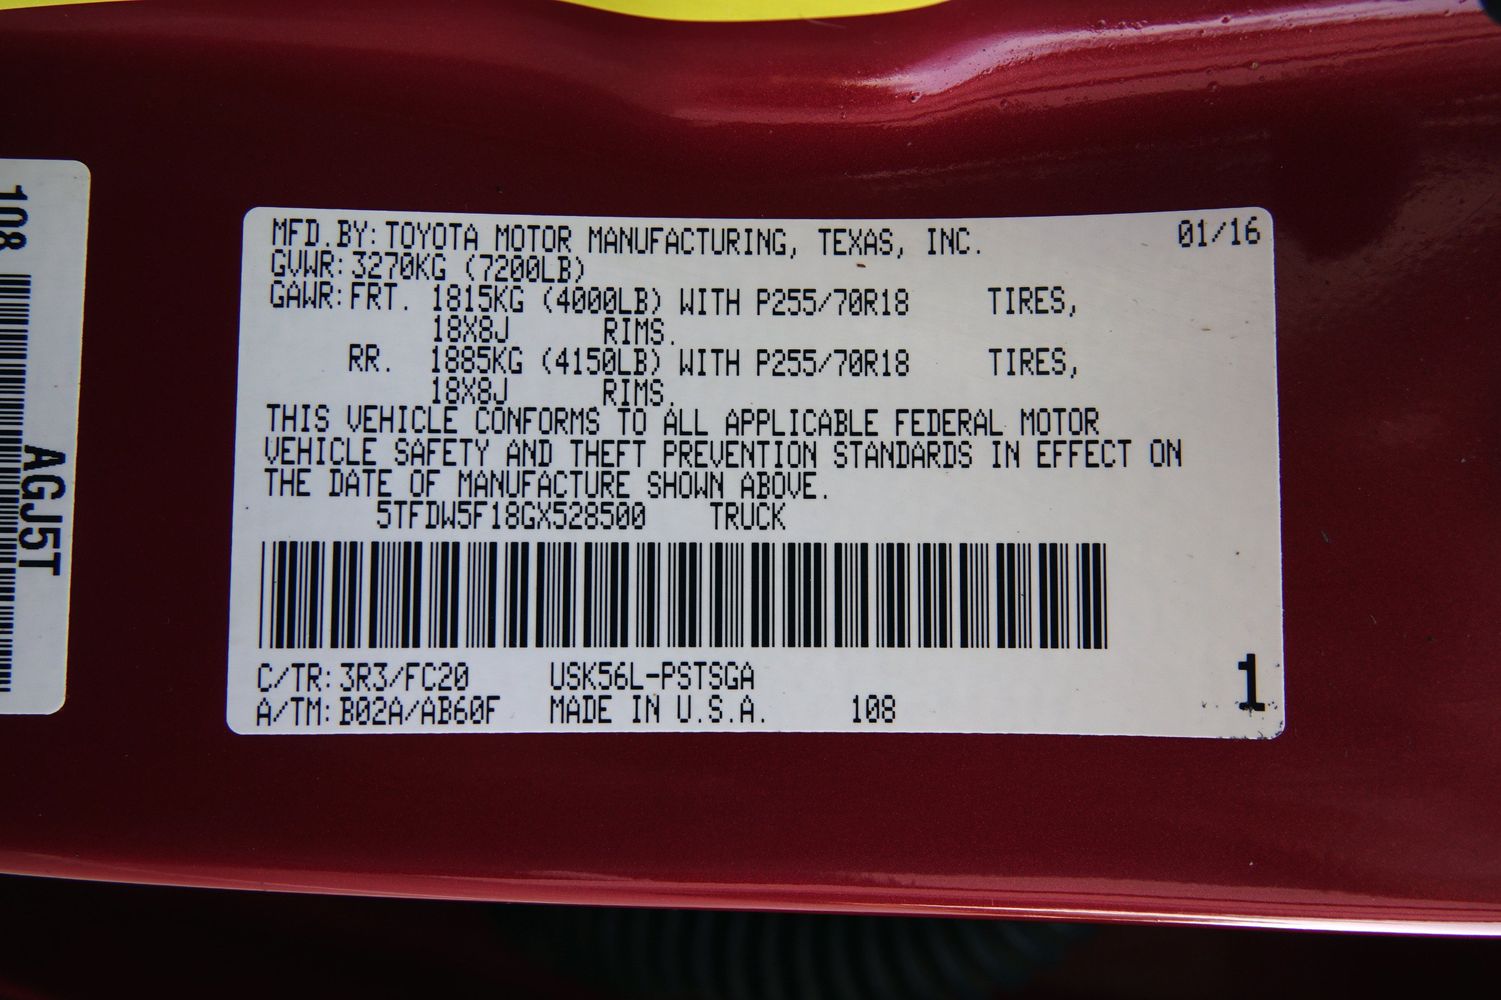 MFD.BY:TOYOTA MOTOR MANUFACTURING, TEXAS, INC. 01/16
GVWR:3270KG (7200LB)
GAWR:FRT. 1815KG (4000LB) WITH P255/70R18 TIRES,
18X8J RIMS.
RR. 1885KG (4150LB) WITH P255/70R18 TIRES,
18X8J RIMS.
THIS VEHICLE CONFORMS TO ALL APPLICABLE FEDERAL MOTOR
VEHICLE SAFETY AND THEFT PREVENTION STANDARDS IN EFFECT ON
THE DATE OF MANUFACTURE SHOWN ABOVE.
5TFDW5F18GX528500 TRUCK
C/TR:3R3/FC20 USK56L-PSTSGA
A/TM:B02A/AB60F MADE IN U.S.A. 108
1
108
AGJ5T